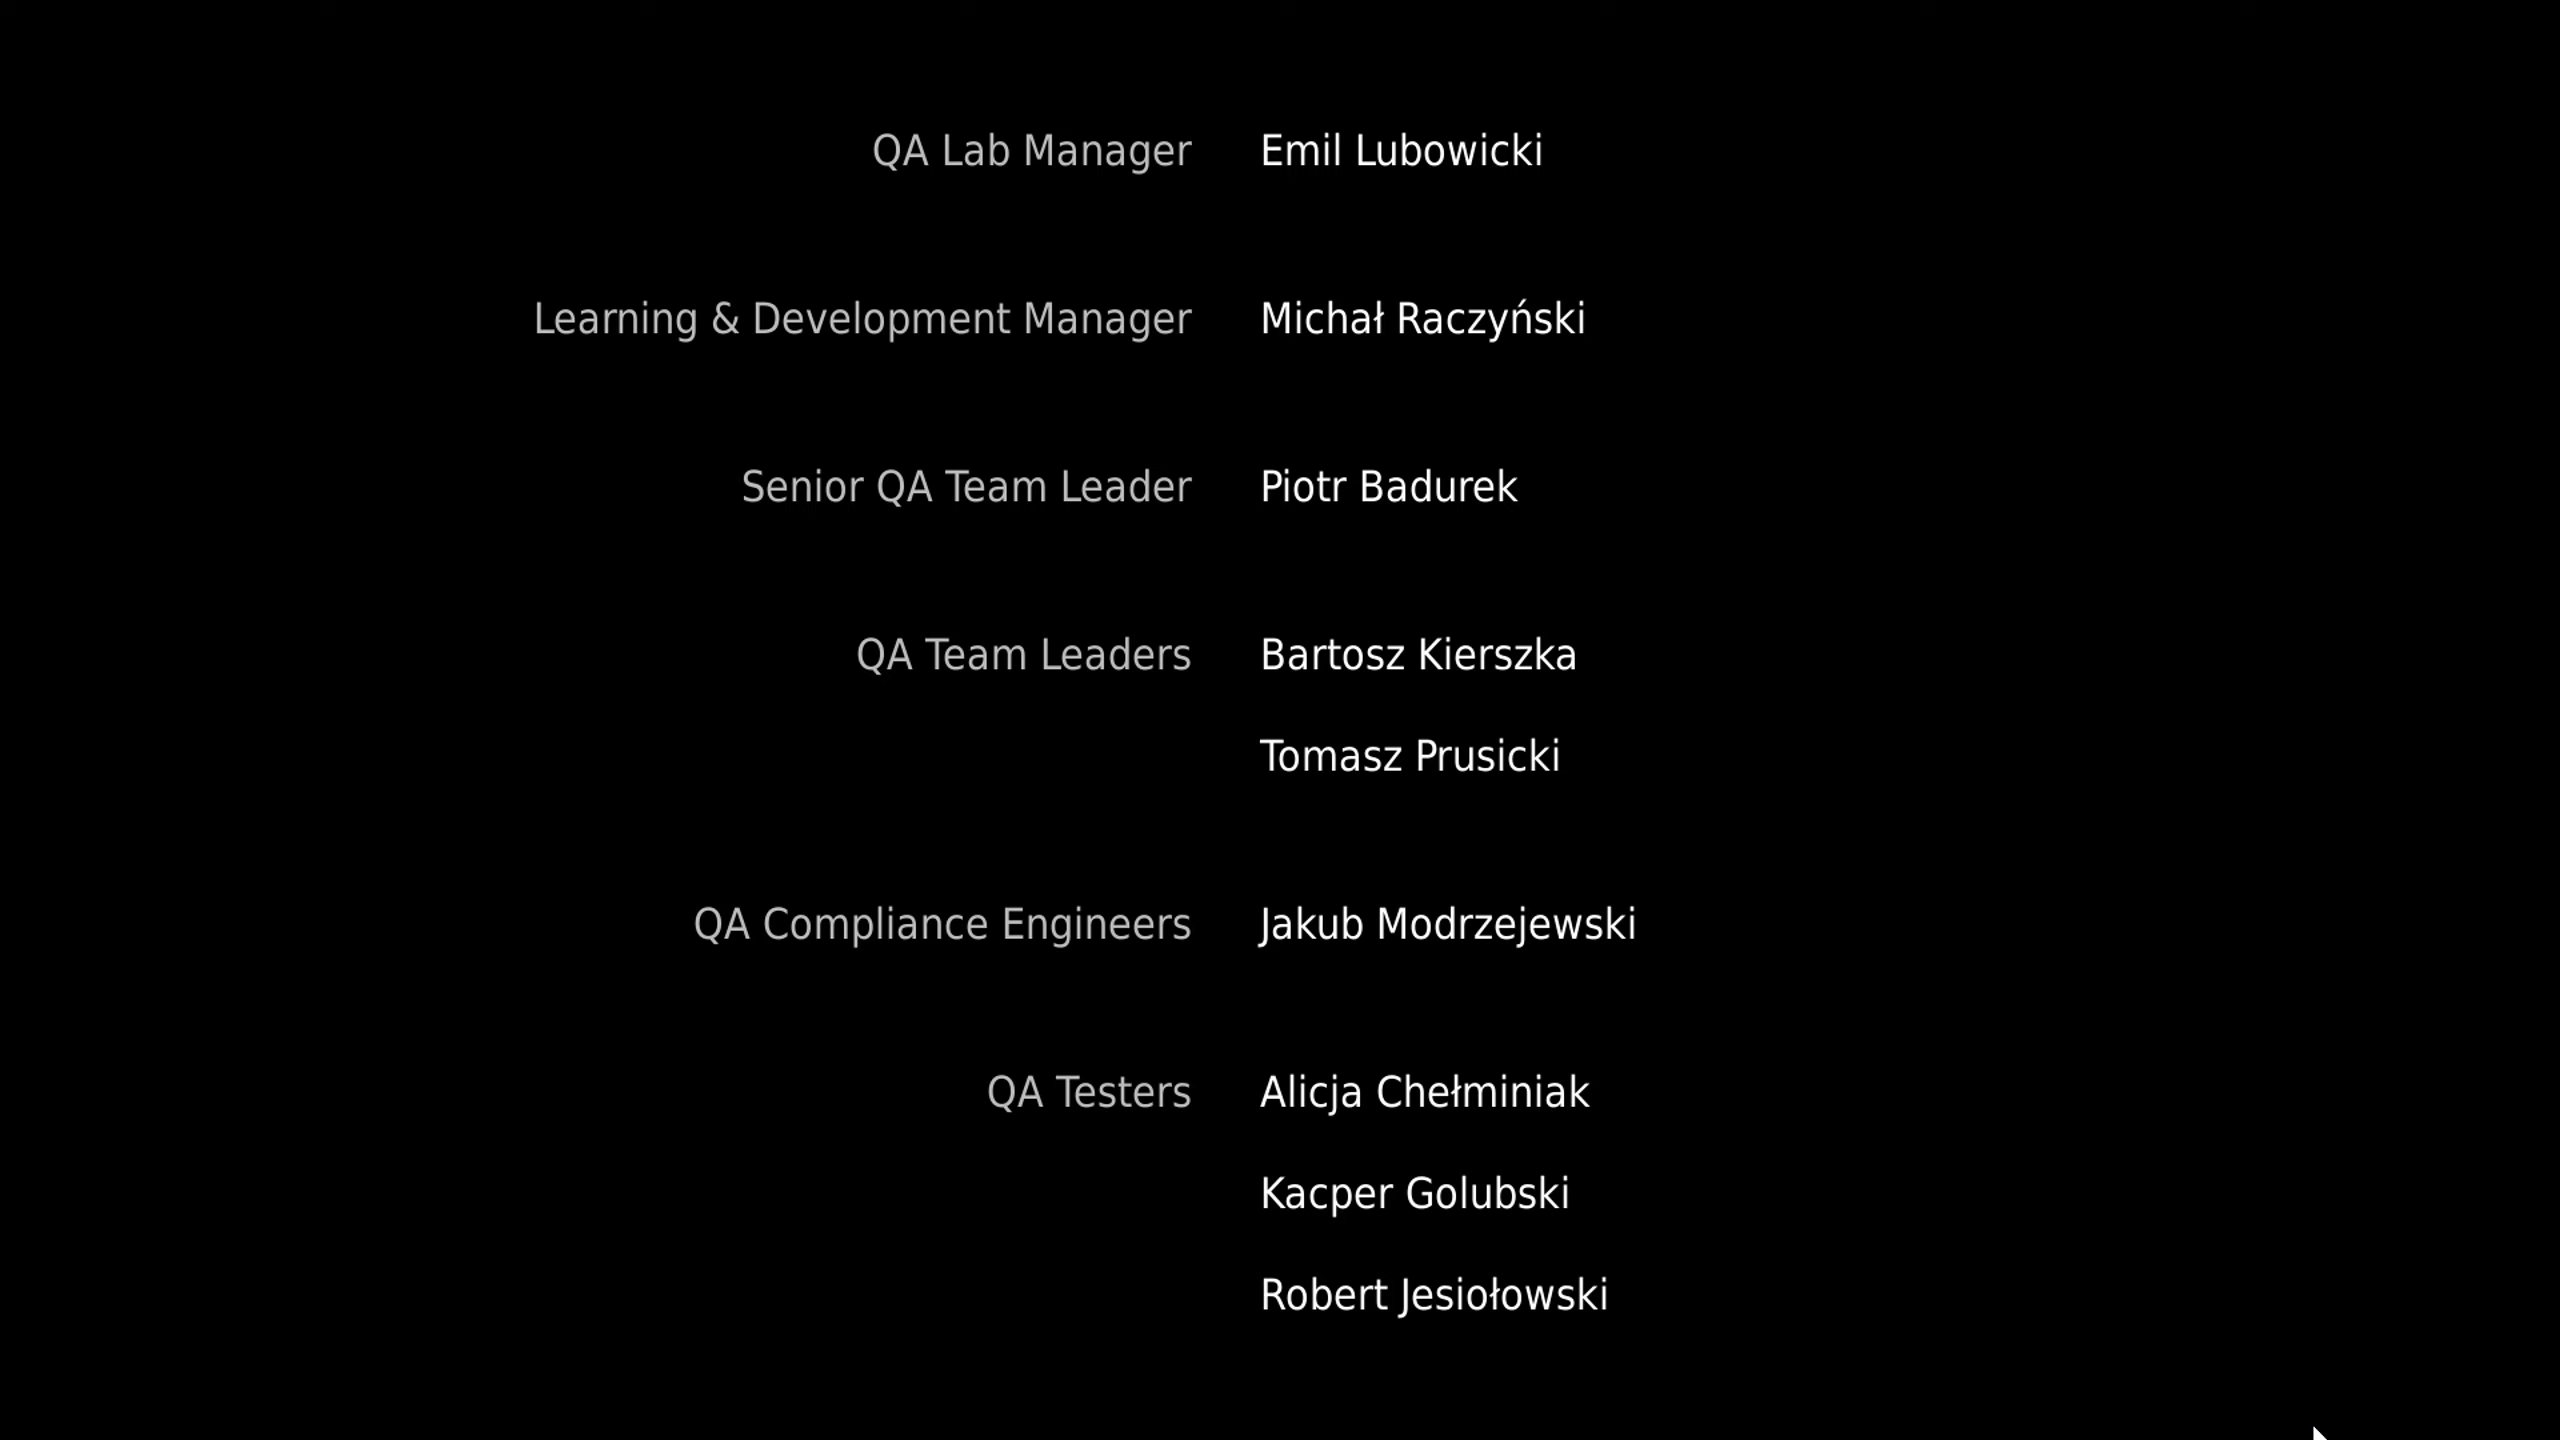 QA Lab Manager Emil Lubowicki
Learning & Development Manager Michał Raczyński
Senior QA Team Leader Piotr Badurek
QA Team Leaders Bartosz Kierszka
Tomasz Prusicki
QA Compliance Engineers Jakub Modrzejewski
QA Testers Alicja Chełminiak
Kacper Golubski
Robert Jesiołowski